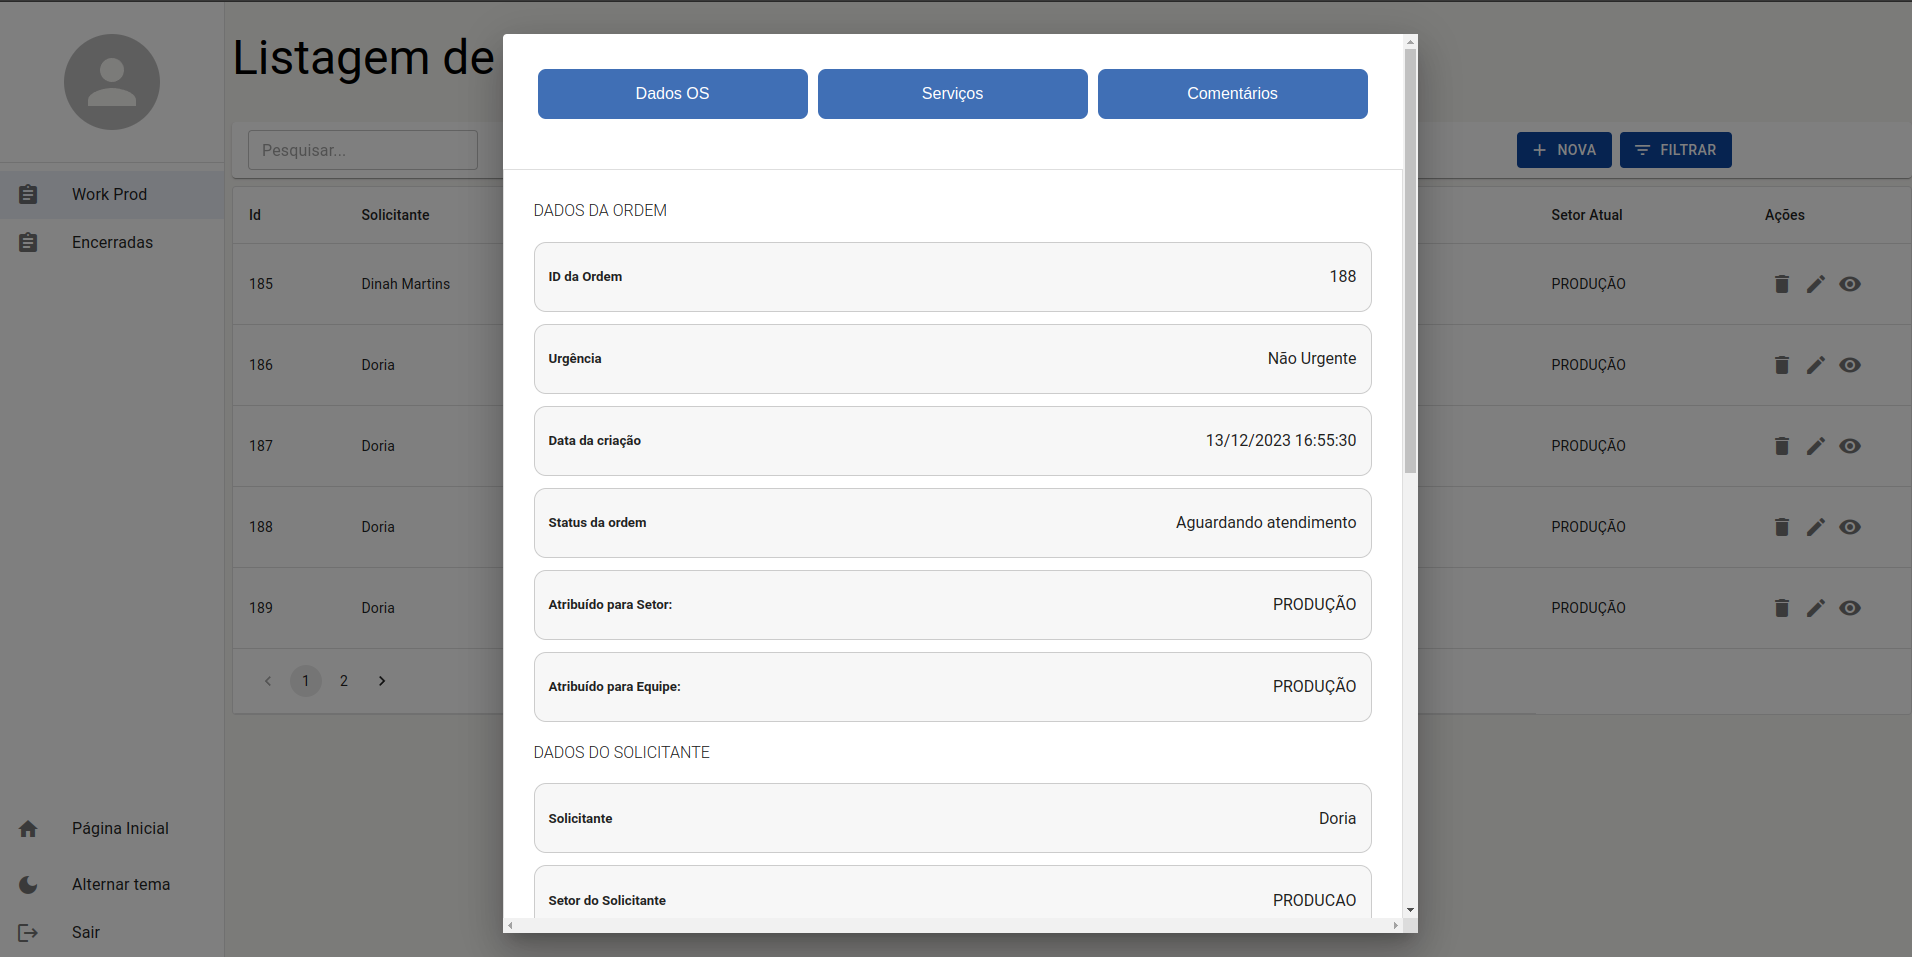 Listagem de
Work Prod
Encerradas
Página Inicial
Alternar tema
Sair
Pesquisar...
NOVA
FILTRAR
Id Solicitante Setor Atual Ações
185 Dinah Martins PRODUÇÃO
186 Doria PRODUÇÃO
187 Doria PRODUÇÃO
188 Doria PRODUÇÃO
189 Doria PRODUÇÃO
1 2
Dados OS Serviços Comentários
DADOS DA ORDEM
ID da Ordem 188
Urgência Não Urgente
Data da criação 13/12/2023 16:55:30
Status da ordem Aguardando atendimento
Atribuído para Setor: PRODUÇÃO
Atribuído para Equipe: PRODUÇÃO
DADOS DO SOLICITANTE
Solicitante Doria
Setor do Solicitante PRODUCAO